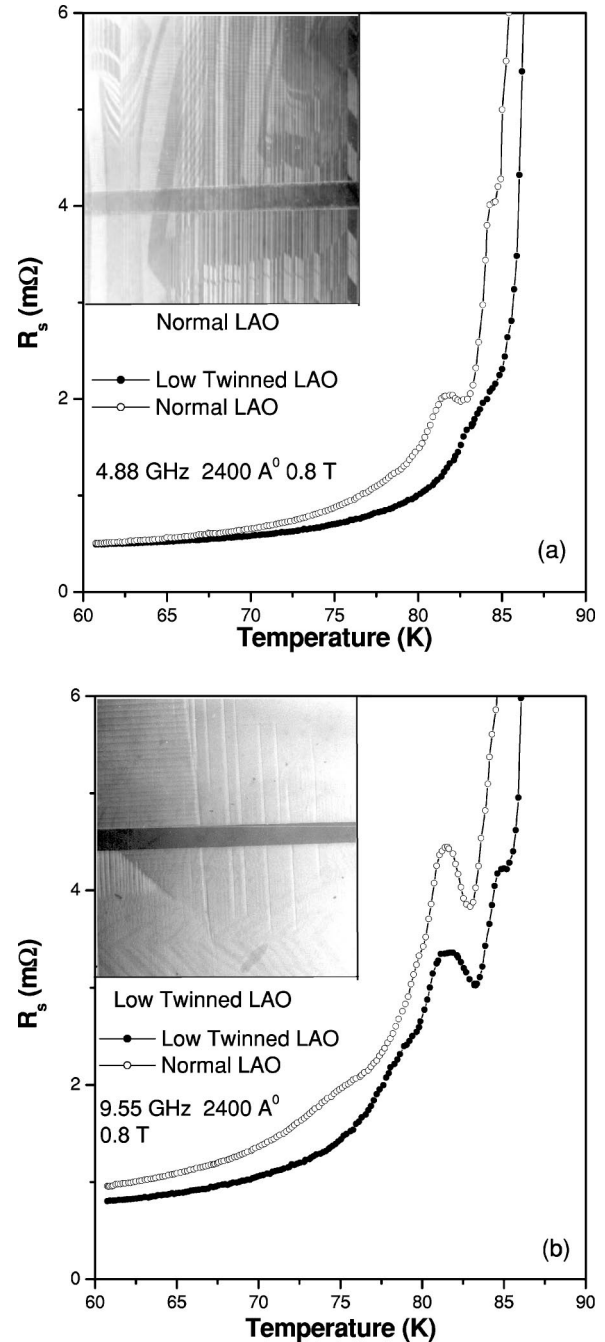 6
4
2
0
R_s (mΩ)
Normal LAO
Low Twinned LAO
Normal LAO
4.88 GHz 2400 A⁰ 0.8 T
(a)
60 65 70 75 80 85 90
Temperature (K)
6
4
2
0
R_s (mΩ)
Low Twinned LAO
Low Twinned LAO
Normal LAO
9.55 GHz 2400 A⁰
0.8 T
(b)
60 65 70 75 80 85 90
Temperature (K)